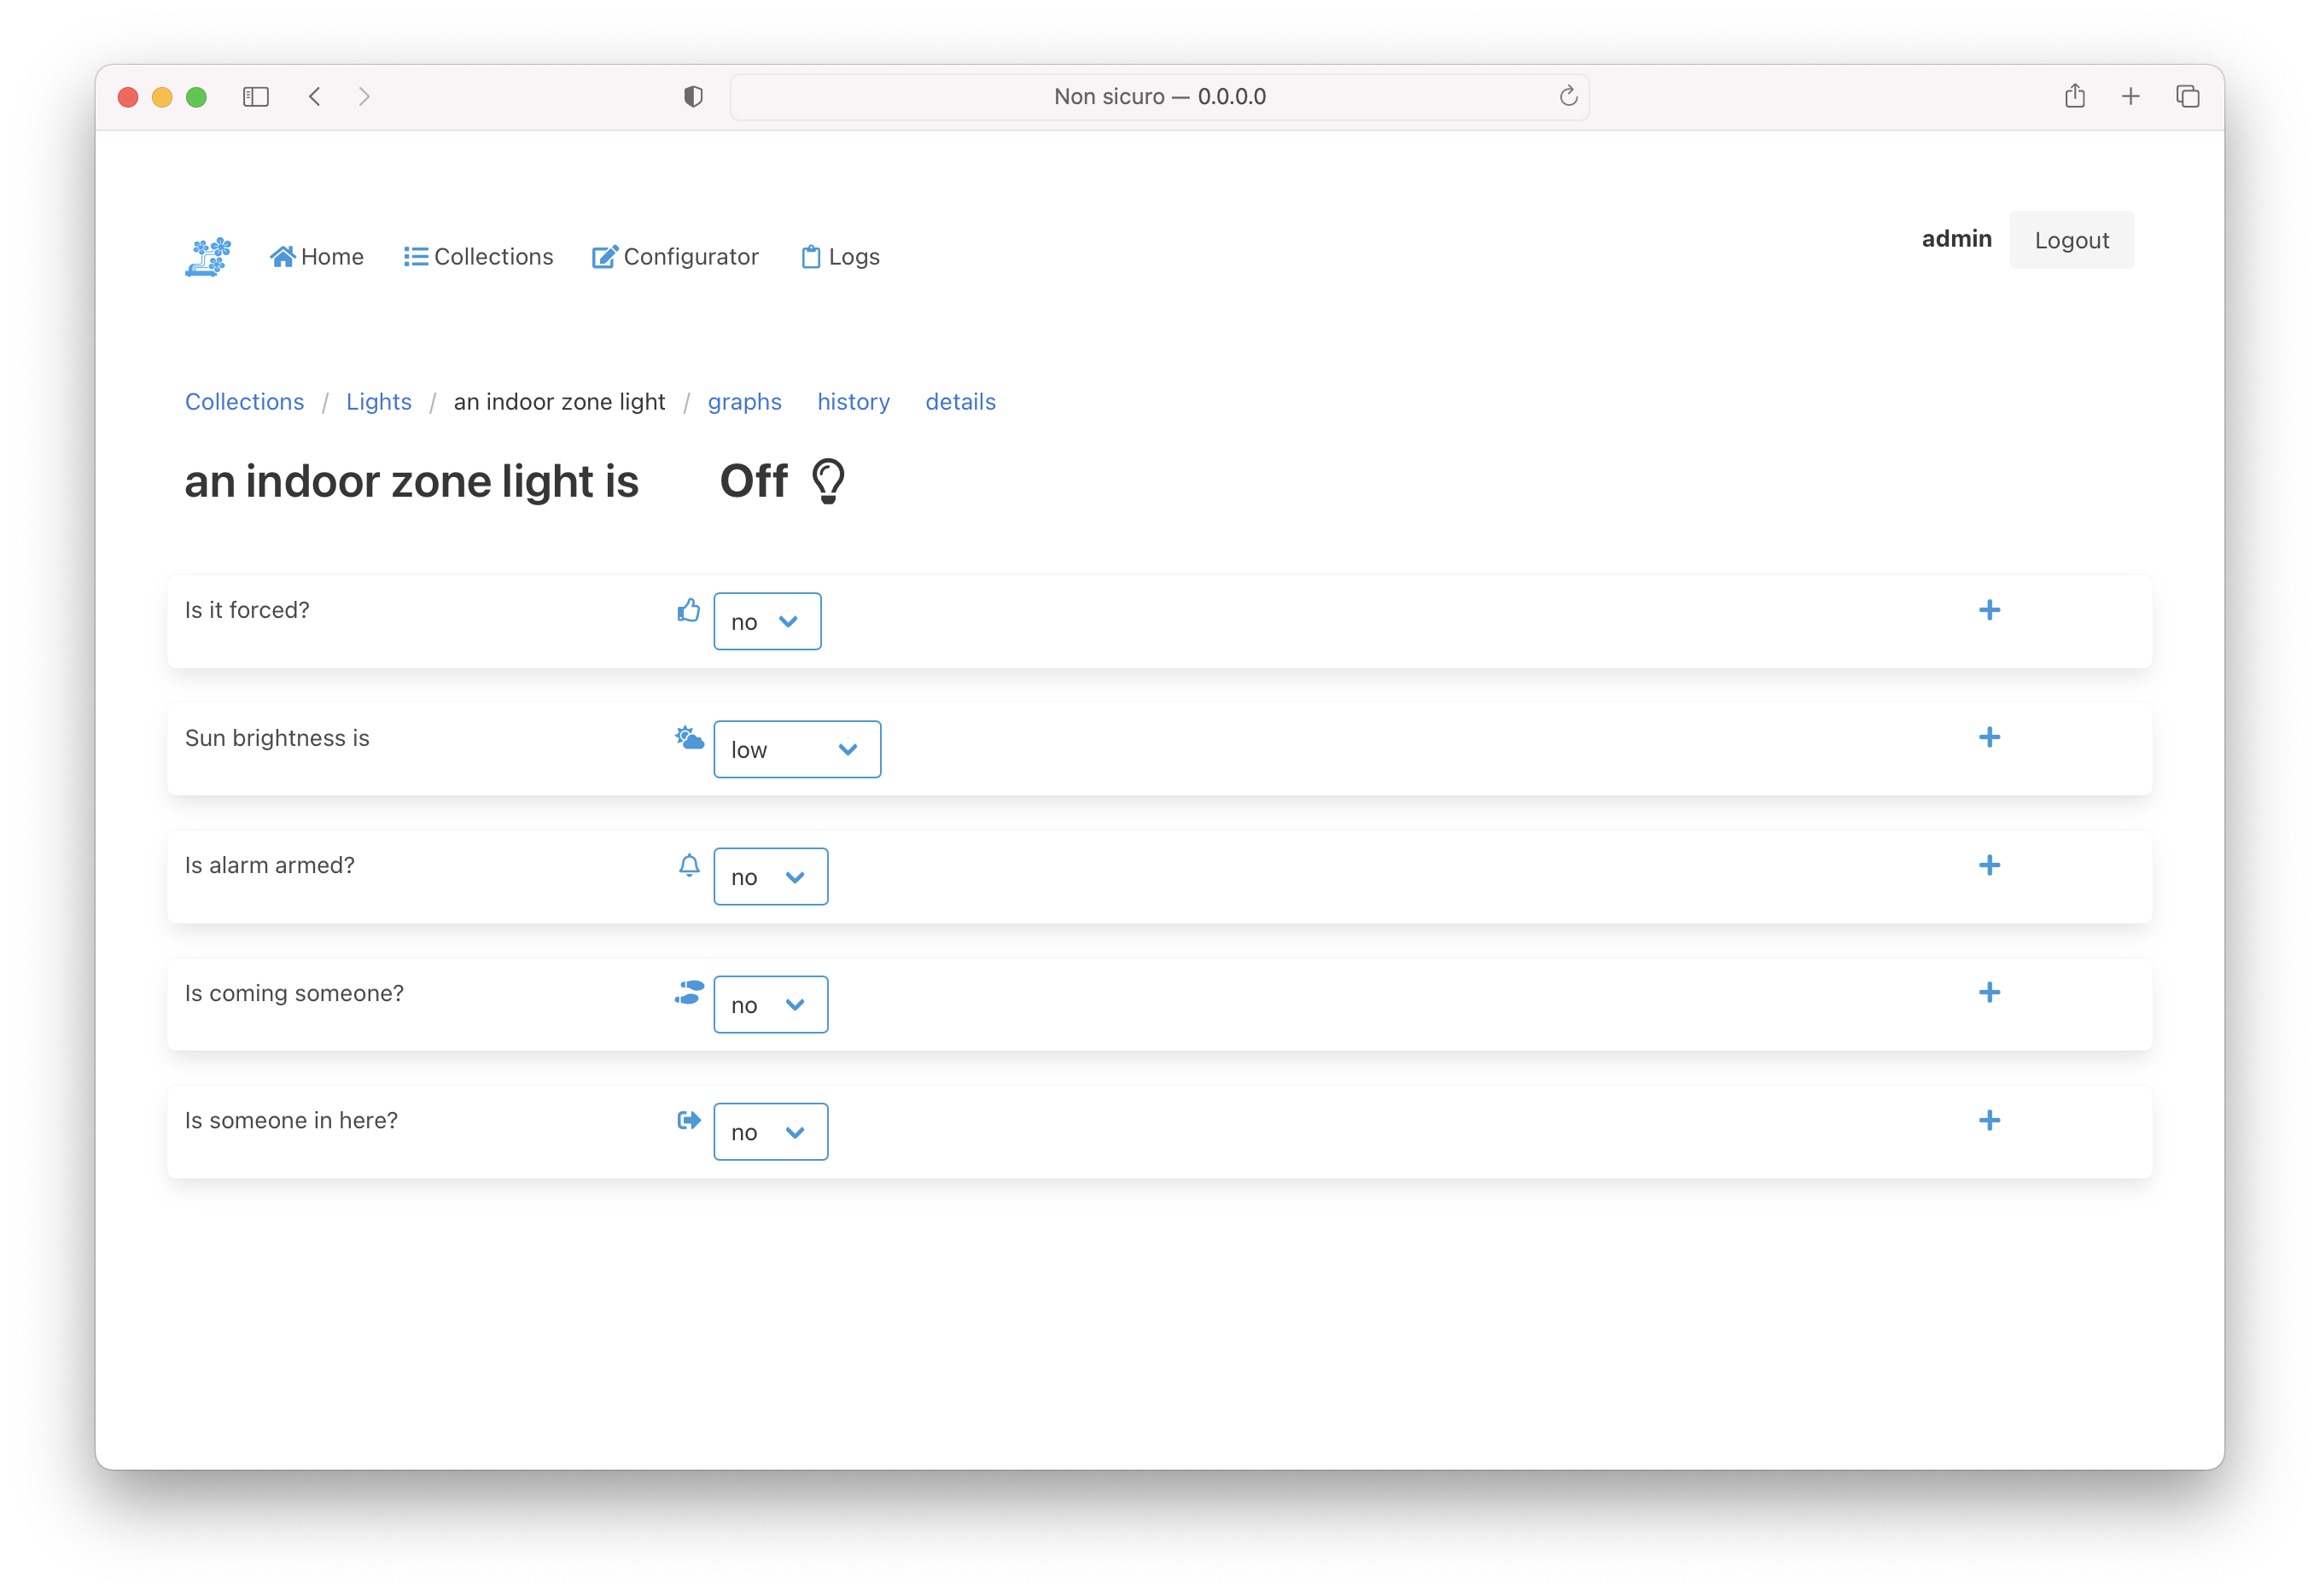 Non sicuro — 0.0.0.0
Home Collections Configurator Logs admin Logout
Collections / Lights / an indoor zone light / graphs history details
an indoor zone light is Off
Is it forced? no
Sun brightness is low
Is alarm armed? no
Is coming someone? no
Is someone in here? no